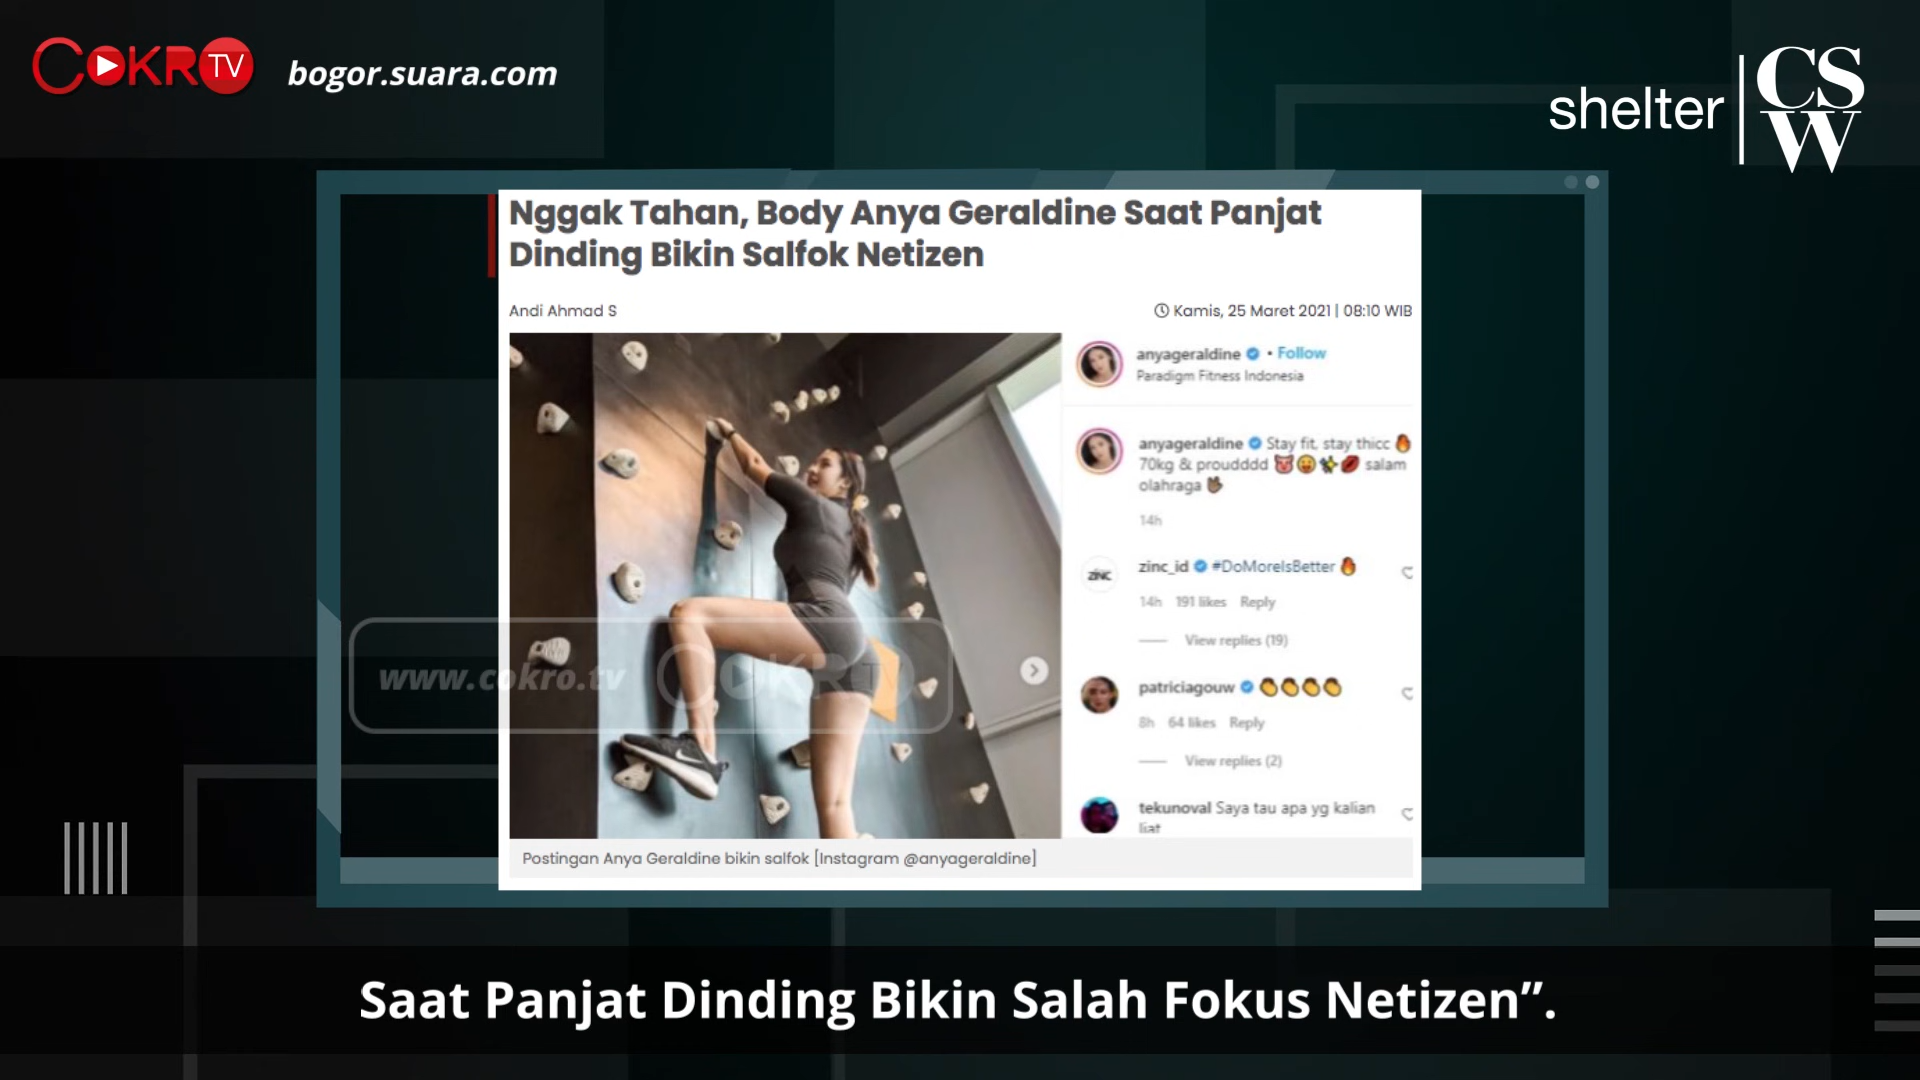 COKRO TV
bogor.suara.com
shelter
CSW
Nggak Tahan, Body Anya Geraldine Saat Panjat
Dinding Bikin Salfok Netizen
Andi Ahmad S
Kamis, 25 Maret 2021 | 08:10 WIB
anyageraldine • Follow
Paradigm Fitness Indonesia
anyageraldine Stay fit, stay thicc 🔥
70kg & proudddd 🐷😛✨💋 salam
olahraga
14h
ZINC
zinc_id #DoMoreIsBetter 🔥
14h 191 likes Reply
View replies (19)
patriciagouw 👏👏👏👏
8h 64 likes Reply
View replies (2)
tekunoval Saya tau apa yg kalian
liat
www.cokro.tv COKRO TV
Postingan Anya Geraldine bikin salfok [Instagram @anyageraldine]
Saat Panjat Dinding Bikin Salah Fokus Netizen”.